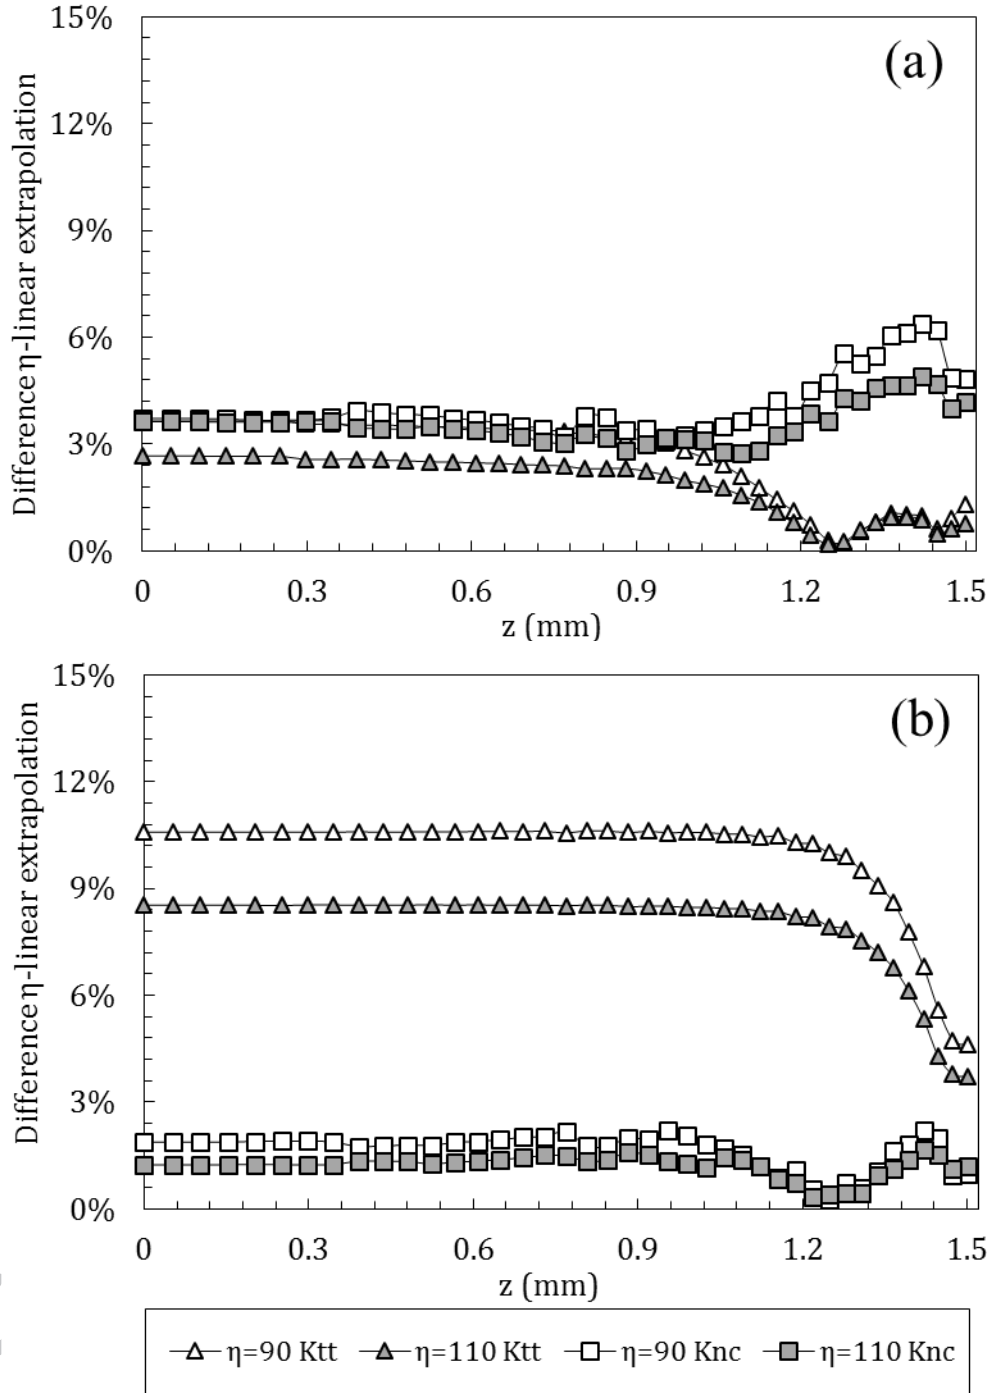 15%
(a)
12%
9%
6%
3%
0%
Difference η-linear extrapolation
0 0.3 0.6 0.9 1.2 1.5
z (mm)
15%
(b)
12%
9%
6%
3%
0%
Difference η-linear extrapolation
0 0.3 0.6 0.9 1.2 1.5
z (mm)
η=90 Ktt η=110 Ktt η=90 Knc η=110 Knc